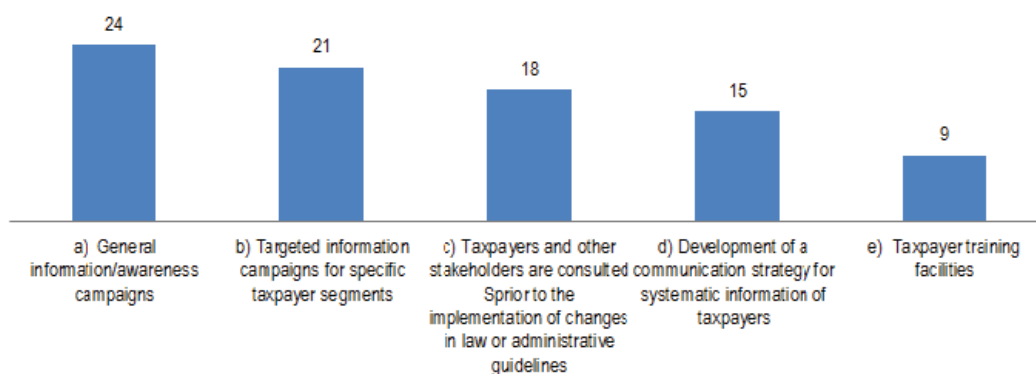 24
21
18
15
9
a) General
information/awareness
campaigns
b) Targeted information
campaigns for specific
taxpayer segments
c) Taxpayers and other
stakeholders are consulted
Sprior to the
implementation of changes
in law or administrative
guidelines
d) Development of a
communication strategy for
systematic information of
taxpayers
e) Taxpayer training
facilities